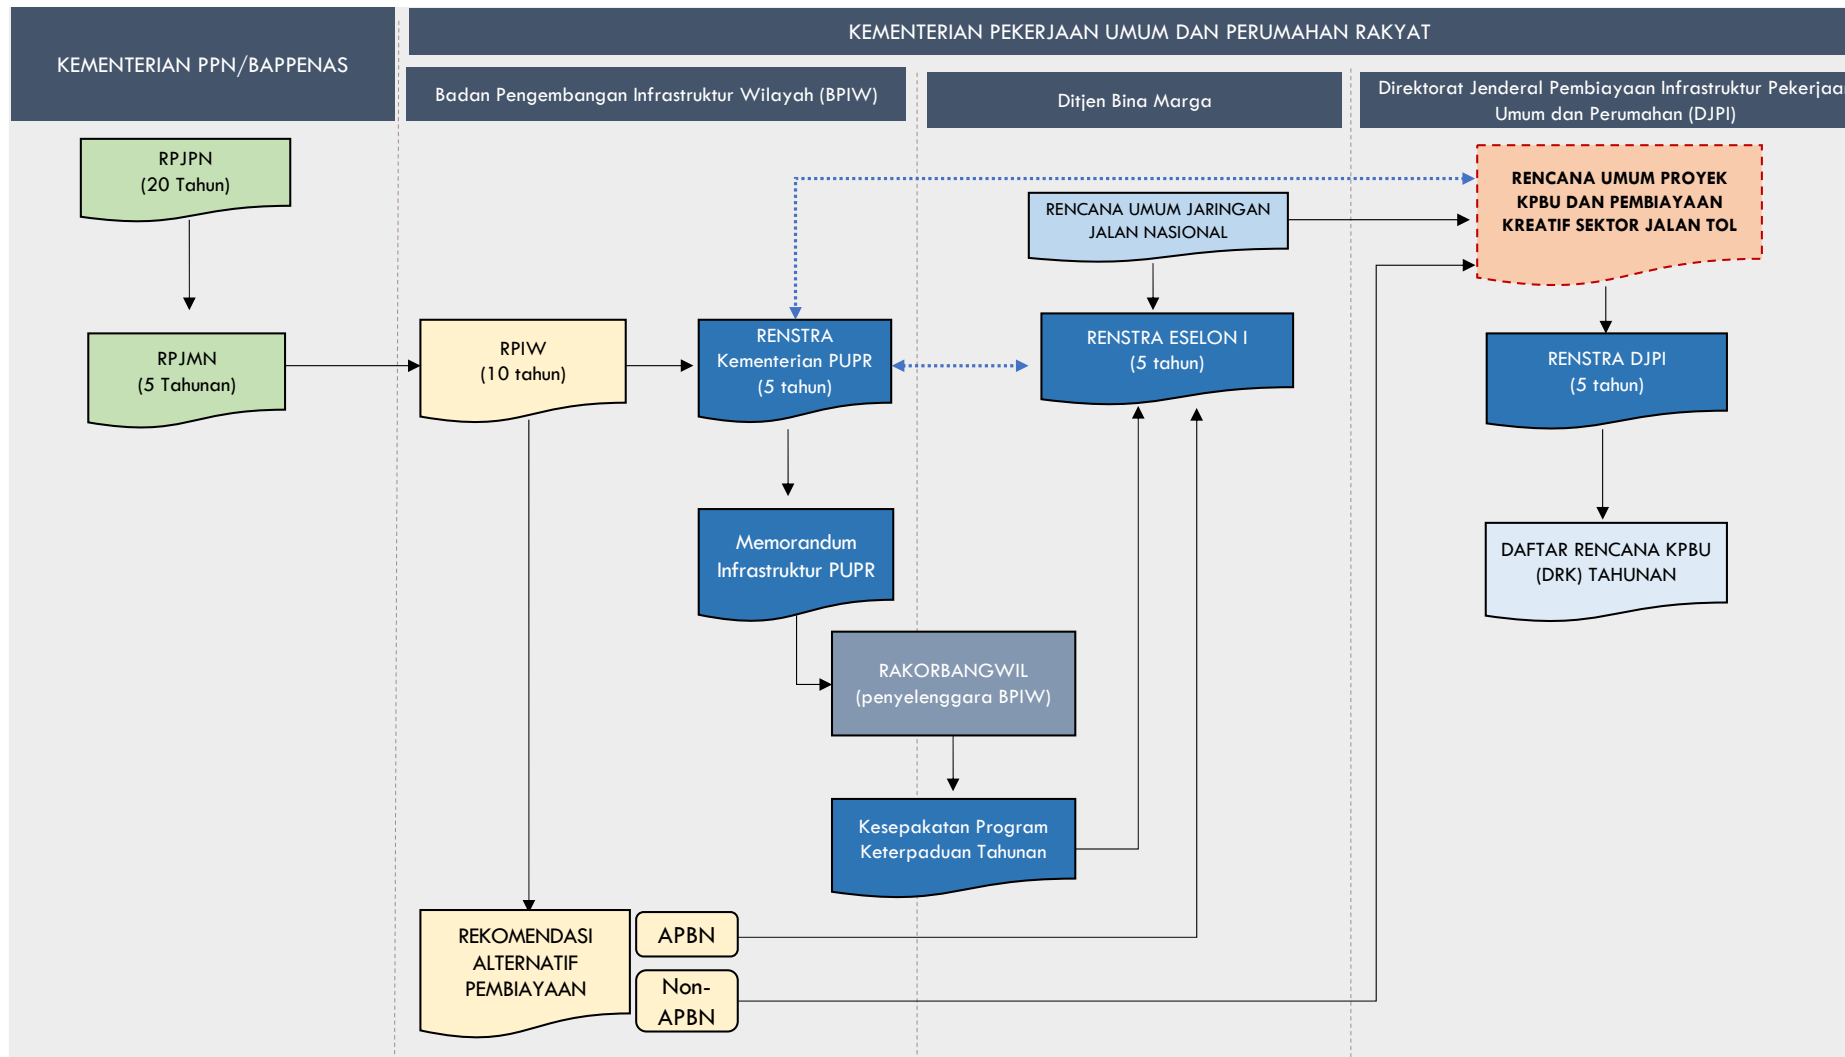 KEMENTERIAN PPN/BAPPENAS
KEMENTERIAN PEKERJAAN UMUM DAN PERUMAHAN RAKYAT
Badan Pengembangan Infrastruktur Wilayah (BPIW)
Ditjen Bina Marga
Direktorat Jenderal Pembiayaan Infrastruktur Pekerjaa
Umum dan Perumahan (DJPI)
RPJPN
(20 Tahun)
RPJMN
(5 Tahunan)
RPIW
(10 tahun)
RENSTRA
Kementerian PUPR
(5 tahun)
Memorandum
Infrastruktur PUPR
RAKORBANGWIL
(penyelenggara BPIW)
Kesepakatan Program
Keterpaduan Tahunan
REKOMENDASI
ALTERNATIF
PEMBIAYAAN
APBN
Non-
APBN
RENCANA UMUM JARINGAN
JALAN NASIONAL
RENSTRA ESELON I
(5 tahun)
RENCANA UMUM PROYEK
KPBU DAN PEMBIAYAAN
KREATIF SEKTOR JALAN TOL
RENSTRA DJPI
(5 tahun)
DAFTAR RENCANA KPBU
(DRK) TAHUNAN